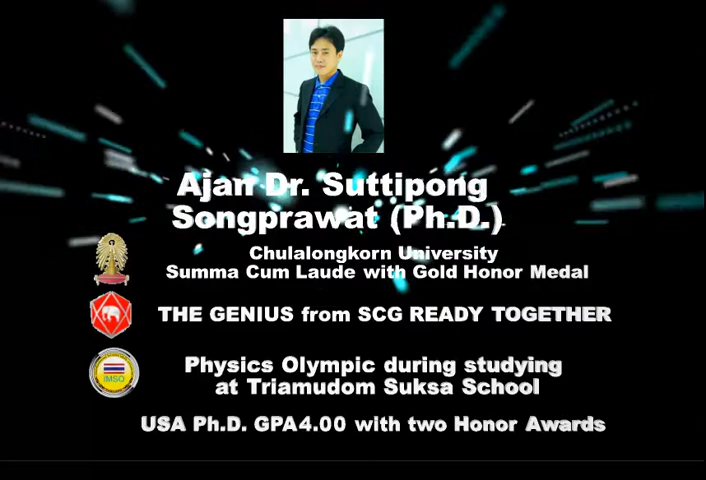 Ajan Dr. Suttipong
Songprawat (Ph.D.)
Chulalongkorn University
Summa Cum Laude with Gold Honor Medal
THE GENIUS from SCG READY TOGETHER
Physics Olympic during studying
at Triamudom Suksa School
IMSO
USA Ph.D. GPA4.00 with two Honor Awards